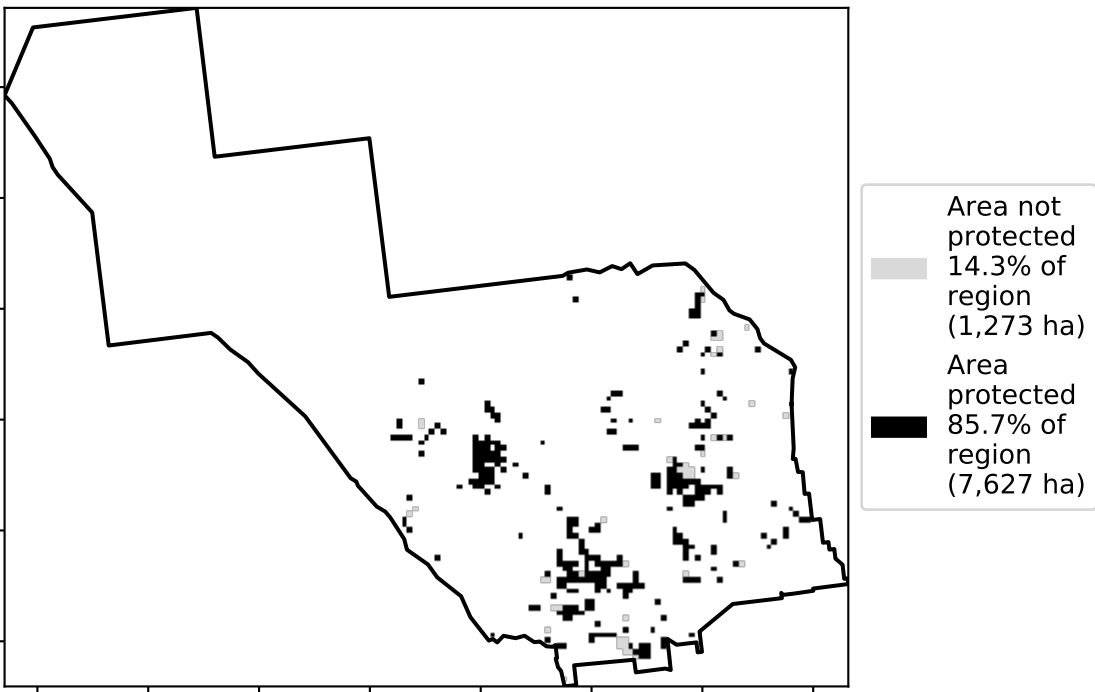 Area not
protected
14.3% of
region
(1,273 ha)
Area
protected
85.7% of
region
(7,627 ha)